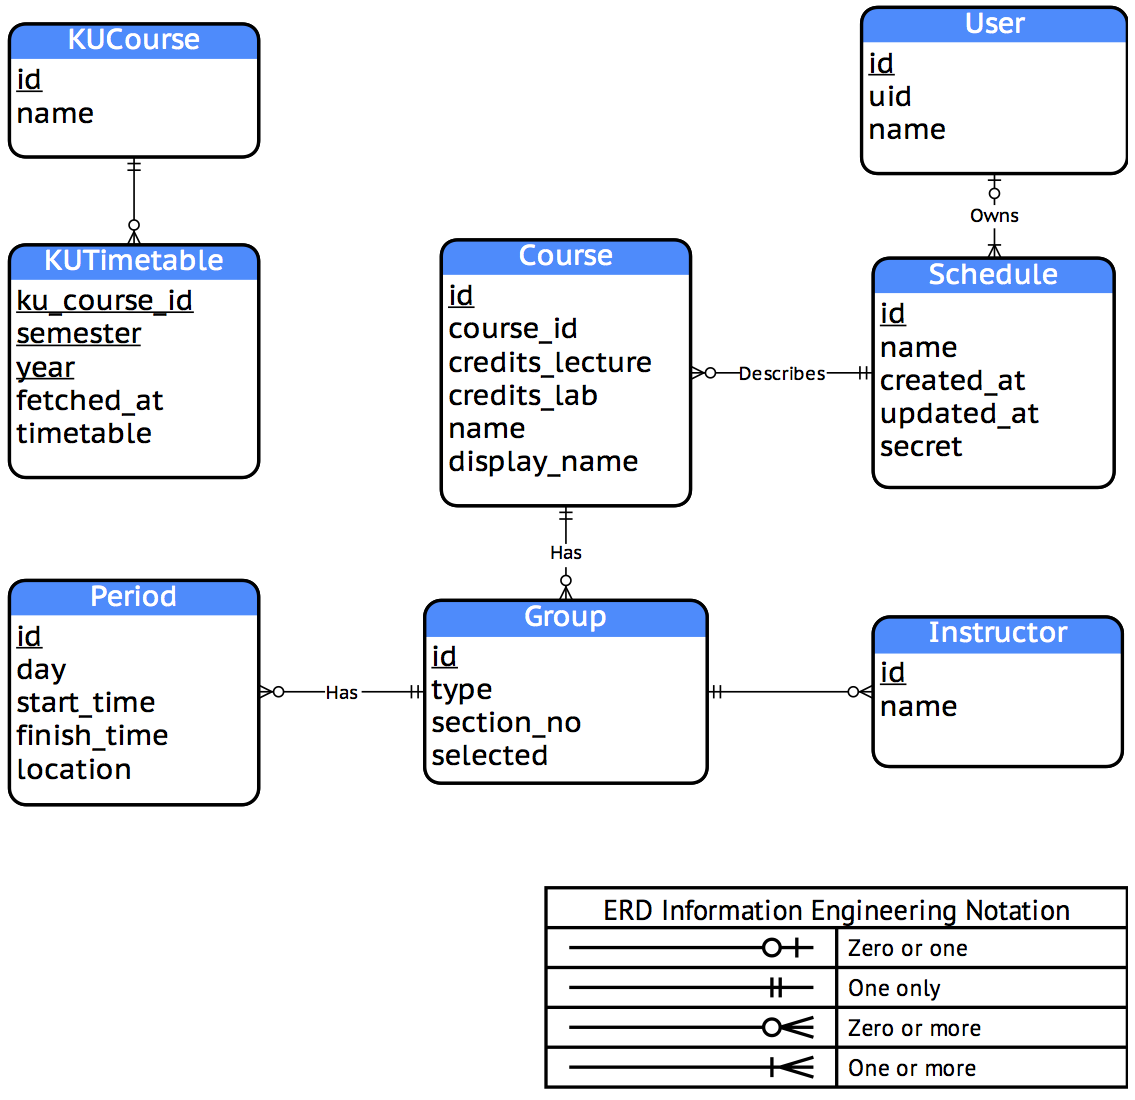 KUCourse
id
name
User
id
uid
name
Owns
KUTimetable
ku_course_id
semester
year
fetched_at
timetable
Course
id
course_id
credits_lecture
credits_lab
name
display_name
Describes
Schedule
id
name
created_at
updated_at
secret
Has
Period
id
day
start_time
finish_time
location
Has
Group
id
type
section_no
selected
Instructor
id
name
ERD Information Engineering Notation
Zero or one
One only
Zero or more
One or more